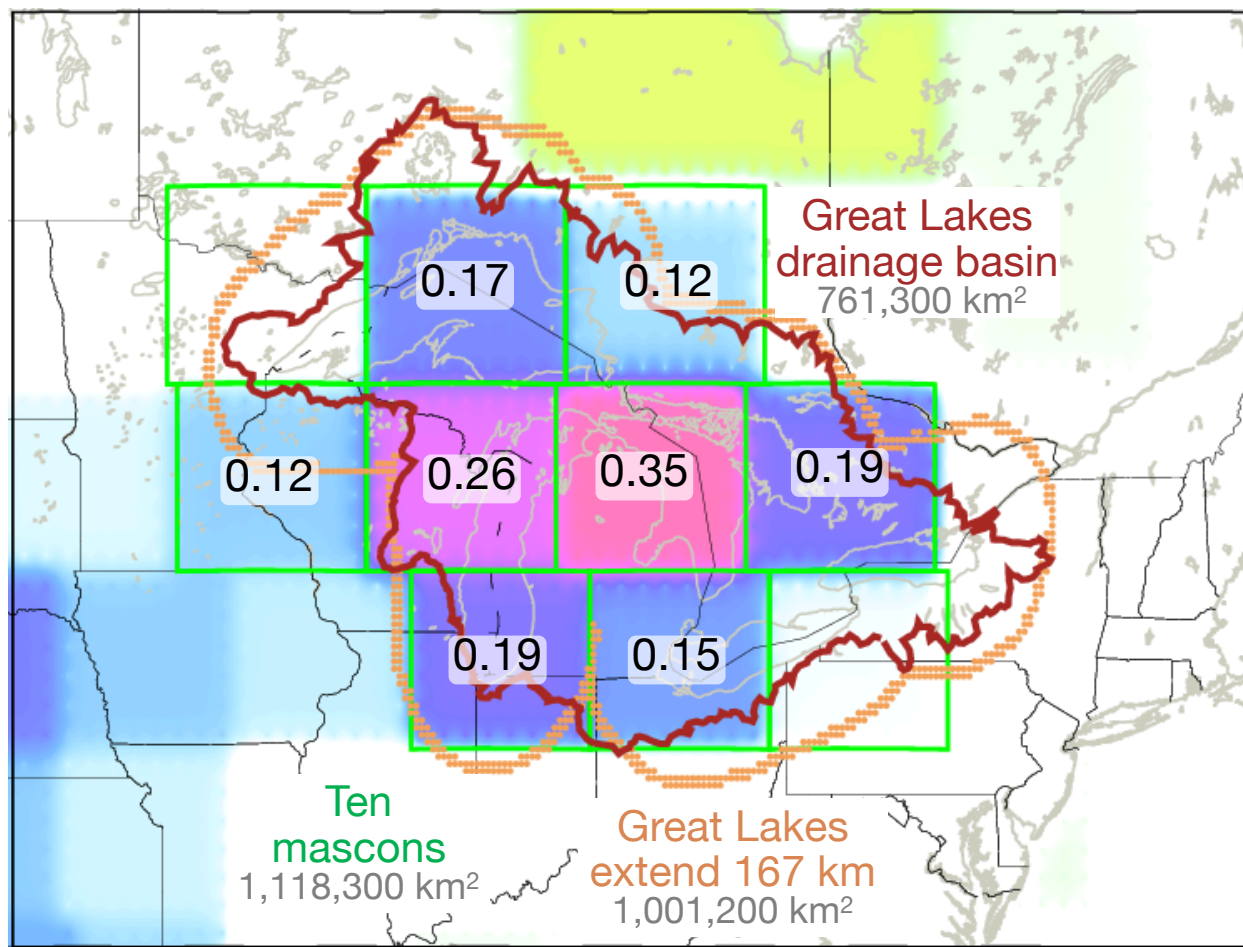 Great Lakes
drainage basin
761,300 km²
0.17
0.12
0.12
0.26
0.35
0.19
0.19
0.15
Ten
mascons
1,118,300 km²
Great Lakes
extend 167 km
1,001,200 km²